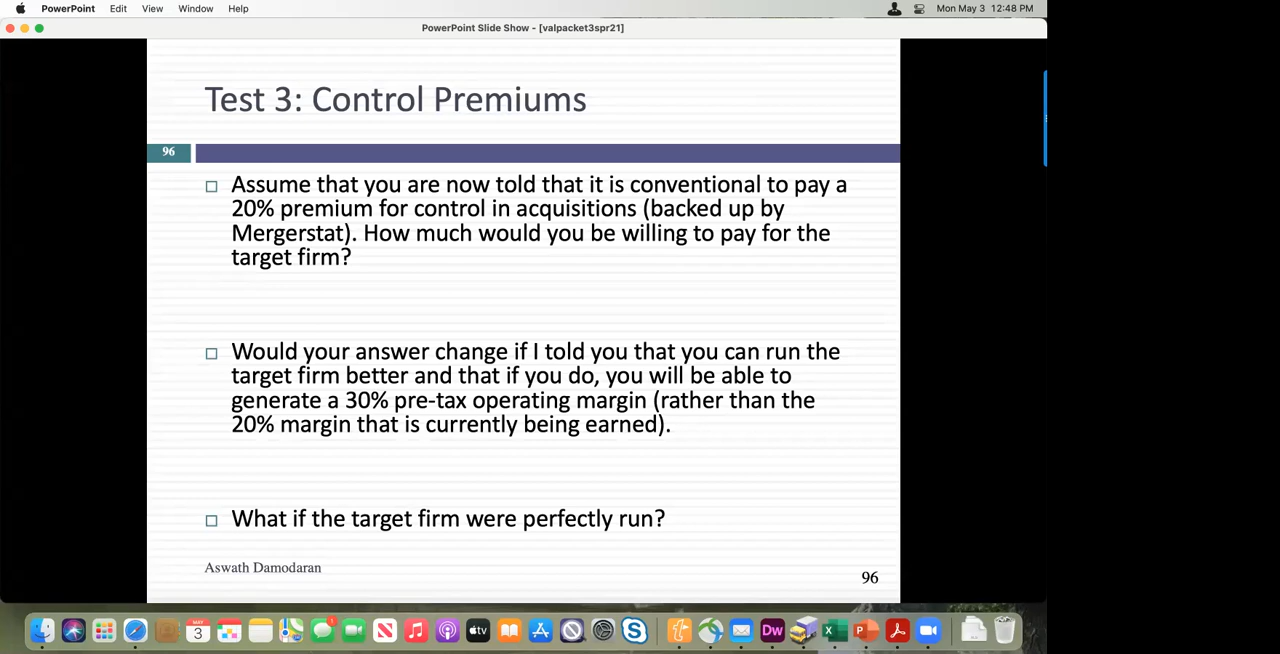 PowerPoint Edit View Window Help Mon May 3 12:48 PM
PowerPoint Slide Show - [valpacket3spr21]
Test 3: Control Premiums
96
Assume that you are now told that it is conventional to pay a
20% premium for control in acquisitions (backed up by
Mergerstat). How much would you be willing to pay for the
target firm?
Would your answer change if I told you that you can run the
target firm better and that if you do, you will be able to
generate a 30% pre-tax operating margin (rather than the
20% margin that is currently being earned).
What if the target firm were perfectly run?
Aswath Damodaran
96
MAY
3
1
tv
Dw
X
P